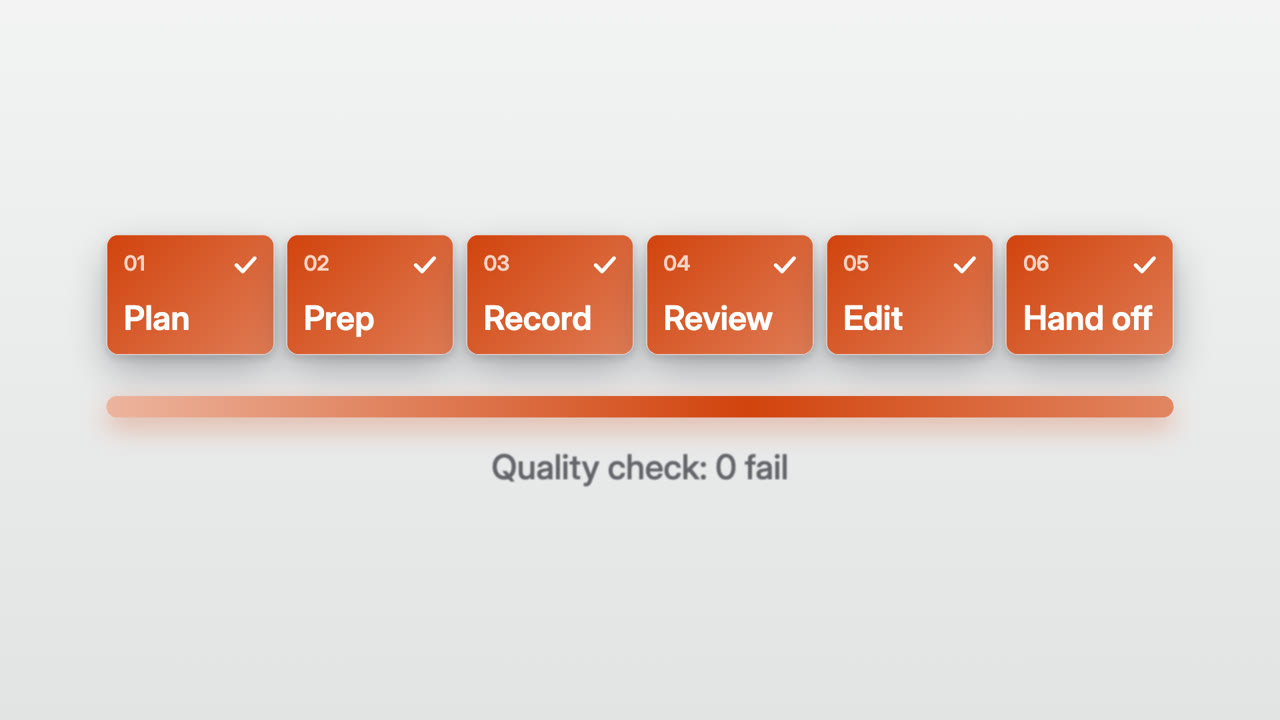 01
Plan
02
Prep
03
Record
04
Review
05
Edit
06
Hand off
Quality check: 0 fail